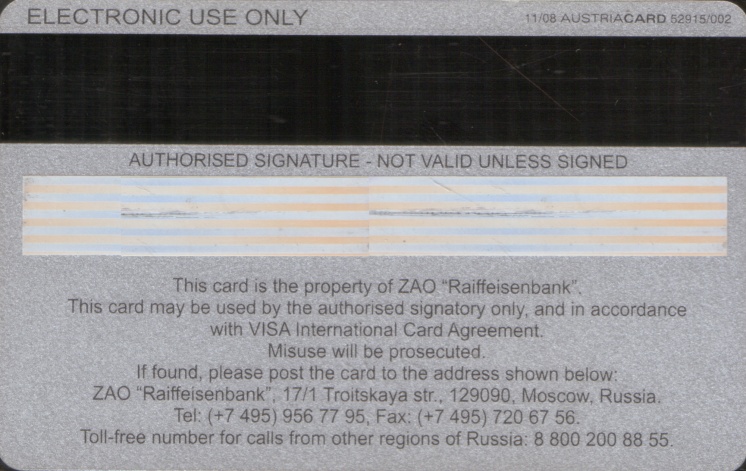 ELECTRONIC USE ONLY
11/08 AUSTRIACARD 52915/002
AUTHORISED SIGNATURE - NOT VALID UNLESS SIGNED
This card is the property of ZAO “Raiffeisenbank”.
This card may be used by the authorised signatory only, and in accordance
with VISA International Card Agreement.
Misuse will be prosecuted.
If found, please post the card to the address shown below:
ZAO “Raiffeisenbank”, 17/1 Troitskaya str., 129090, Moscow, Russia.
Tel: (+7 495) 956 77 95, Fax: (+7 495) 720 67 56.
Toll-free number for calls from other regions of Russia: 8 800 200 88 55.